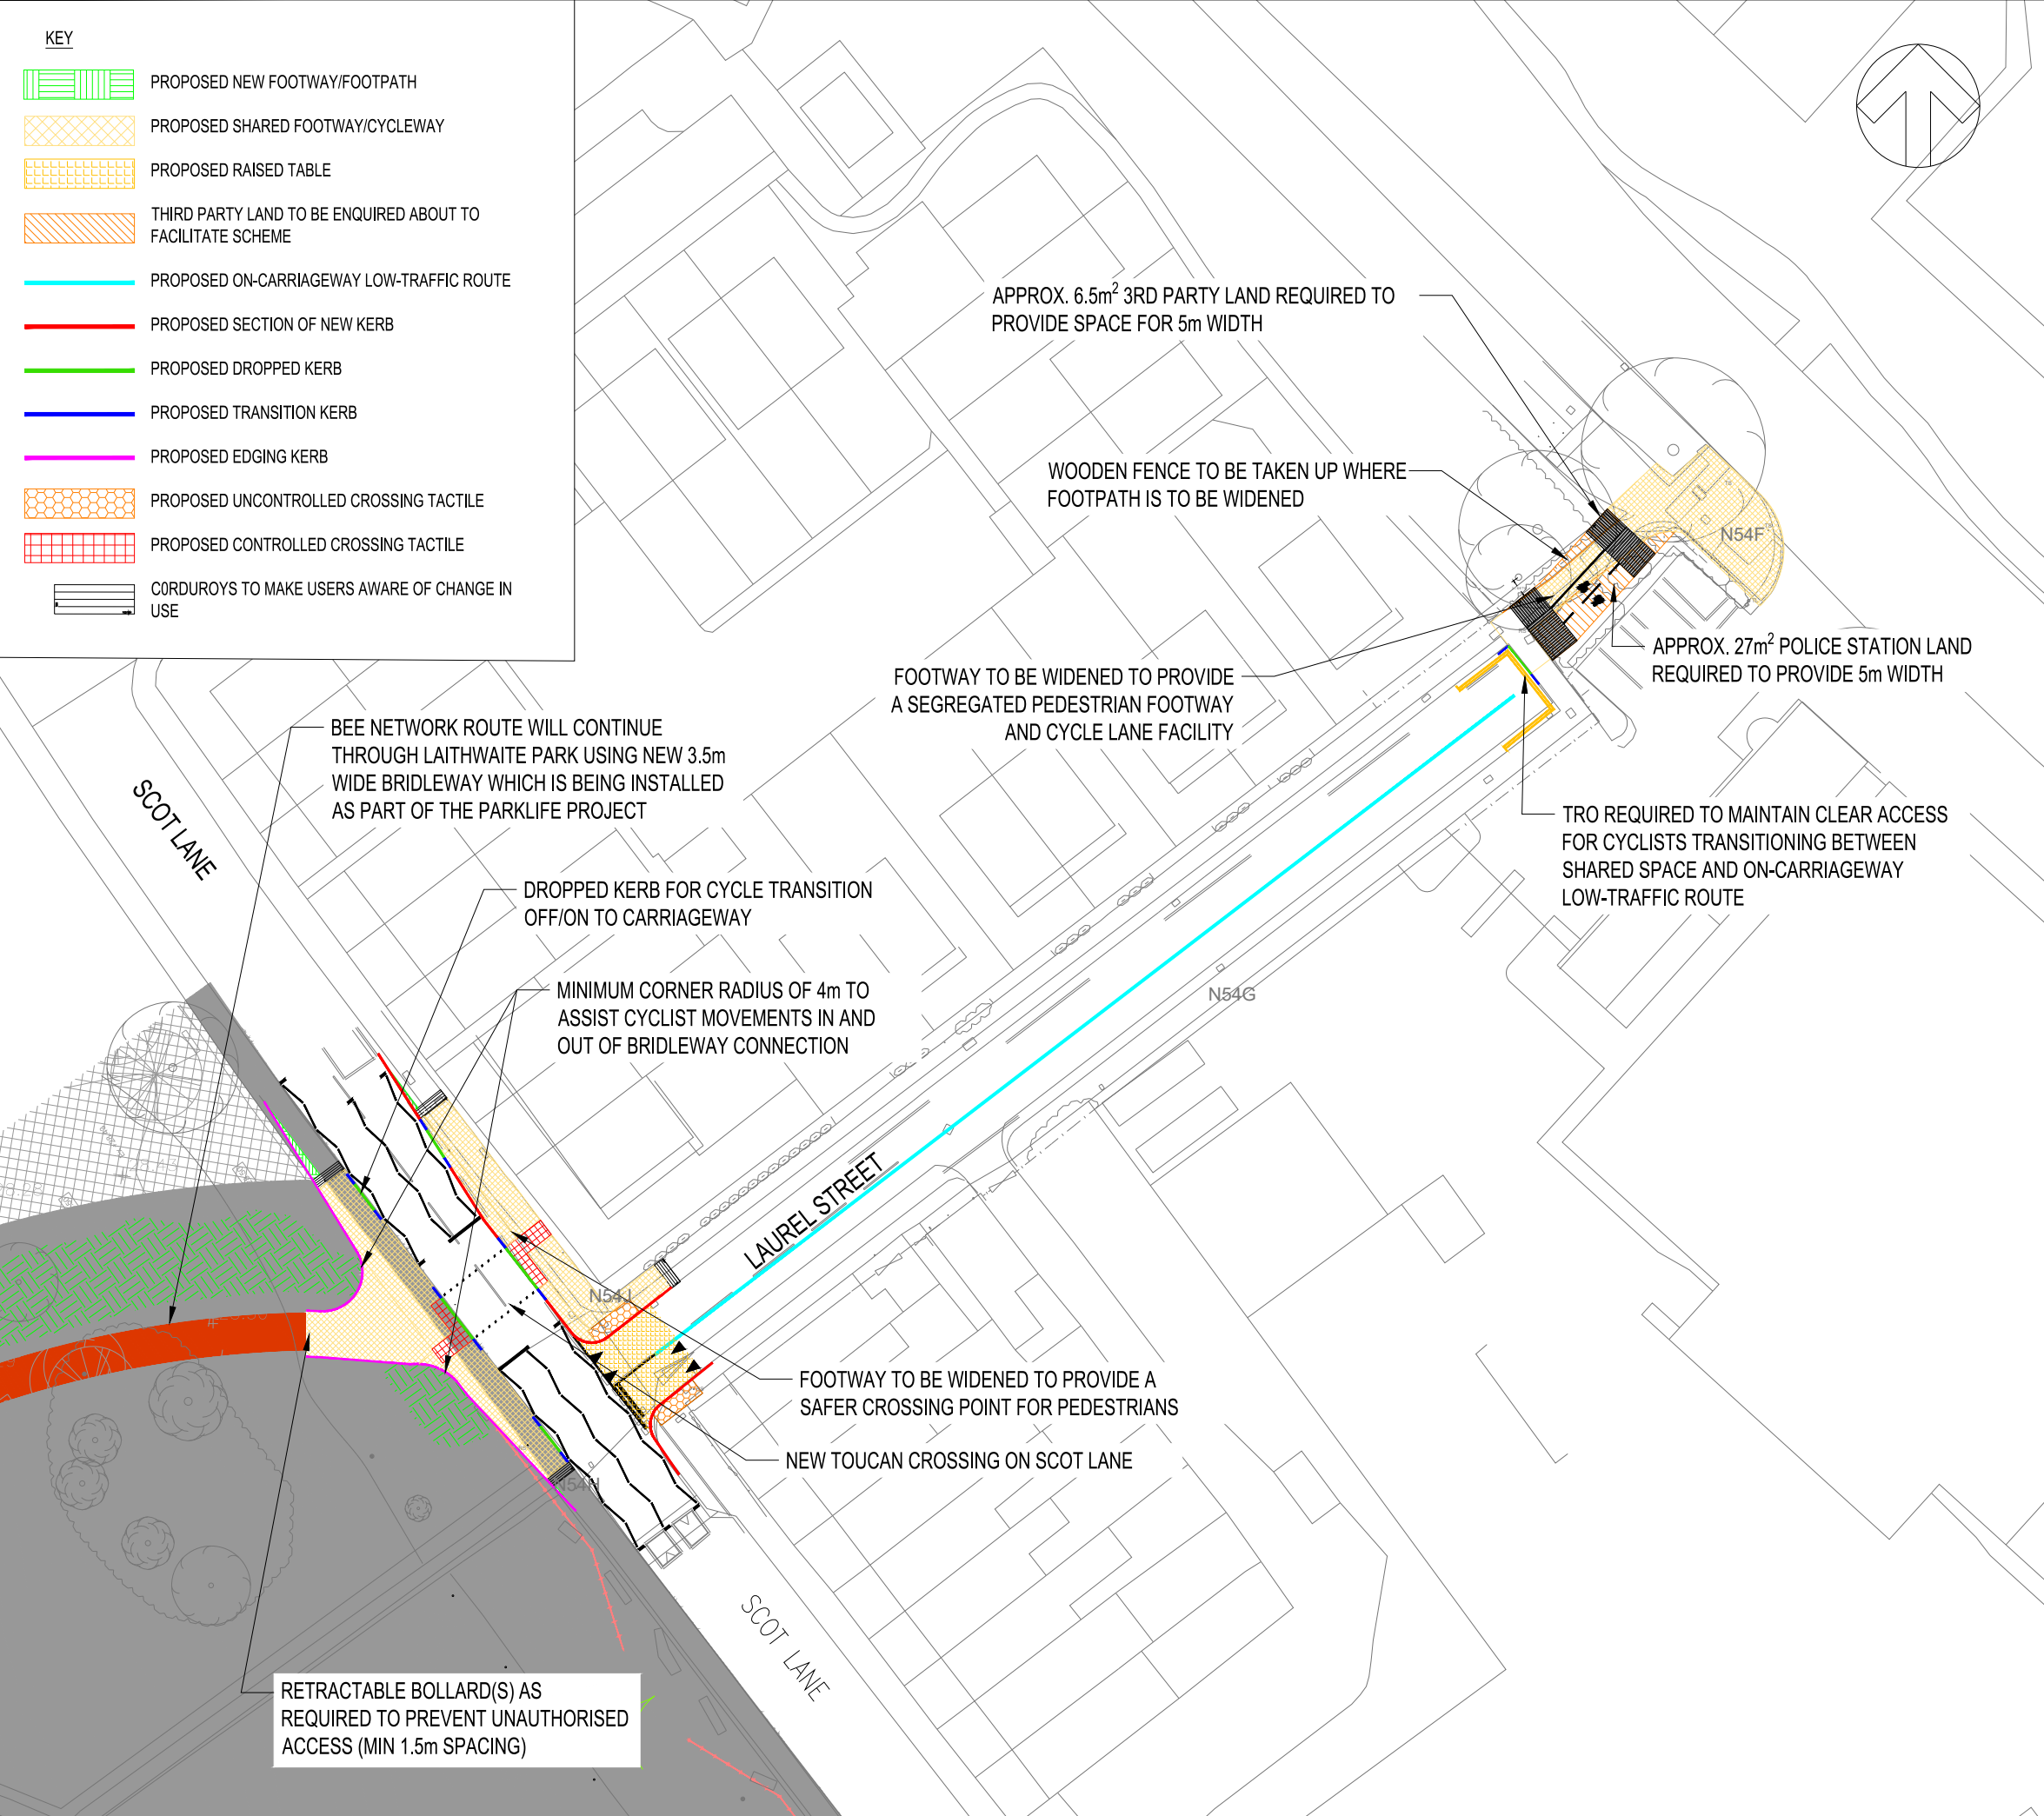 KEY
PROPOSED NEW FOOTWAY/FOOTPATH
PROPOSED SHARED FOOTWAY/CYCLEWAY
PROPOSED RAISED TABLE
THIRD PARTY LAND TO BE ENQUIRED ABOUT TO
FACILITATE SCHEME
PROPOSED ON-CARRIAGEWAY LOW-TRAFFIC ROUTE
PROPOSED SECTION OF NEW KERB
PROPOSED DROPPED KERB
PROPOSED TRANSITION KERB
PROPOSED EDGING KERB
PROPOSED UNCONTROLLED CROSSING TACTILE
PROPOSED CONTROLLED CROSSING TACTILE
C0RDUROYS TO MAKE USERS AWARE OF CHANGE IN
USE
APPROX. 6.5m² 3RD PARTY LAND REQUIRED TO
PROVIDE SPACE FOR 5m WIDTH
WOODEN FENCE TO BE TAKEN UP WHERE
FOOTPATH IS TO BE WIDENED
N54F
FOOTWAY TO BE WIDENED TO PROVIDE
A SEGREGATED PEDESTRIAN FOOTWAY
AND CYCLE LANE FACILITY
APPROX. 27m² POLICE STATION LAND
REQUIRED TO PROVIDE 5m WIDTH
BEE NETWORK ROUTE WILL CONTINUE
THROUGH LAITHWAITE PARK USING NEW 3.5m
WIDE BRIDLEWAY WHICH IS BEING INSTALLED
AS PART OF THE PARKLIFE PROJECT
SCOT LANE
TRO REQUIRED TO MAINTAIN CLEAR ACCESS
FOR CYCLISTS TRANSITIONING BETWEEN
SHARED SPACE AND ON-CARRIAGEWAY
LOW-TRAFFIC ROUTE
DROPPED KERB FOR CYCLE TRANSITION
OFF/ON TO CARRIAGEWAY
MINIMUM CORNER RADIUS OF 4m TO
ASSIST CYCLIST MOVEMENTS IN AND
OUT OF BRIDLEWAY CONNECTION
N54G
LAUREL STREET
N54J
FOOTWAY TO BE WIDENED TO PROVIDE A
SAFER CROSSING POINT FOR PEDESTRIANS
NEW TOUCAN CROSSING ON SCOT LANE
N54H
SCOT LANE
RETRACTABLE BOLLARD(S) AS
REQUIRED TO PREVENT UNAUTHORISED
ACCESS (MIN 1.5m SPACING)